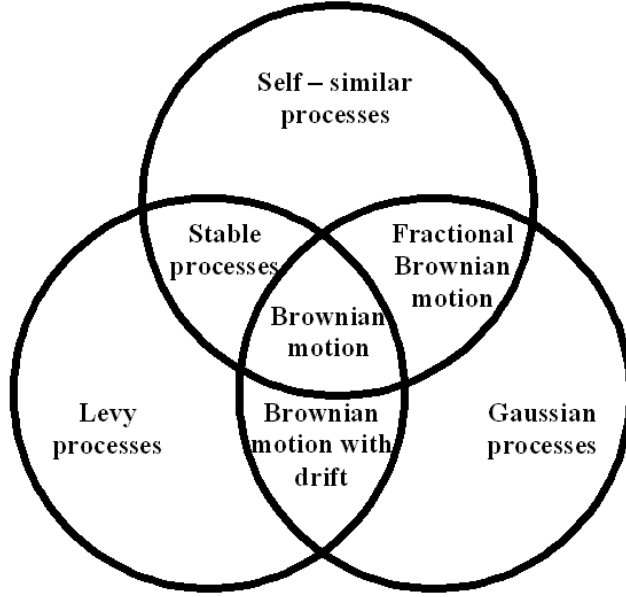 Self – similar
processes
Stable
processes
Fractional
Brownian
motion
Brownian
motion
Levy
processes
Brownian
motion with
drift
Gaussian
processes